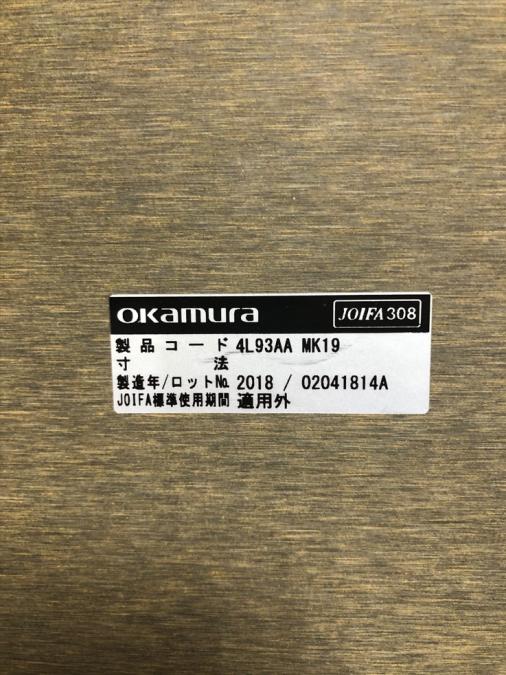 okamura JOIFA308
製品コード 4L93AA MK19
寸法
製造年/ロット№ 2018 / 02041814A
JOIFA標準使用期間 適用外